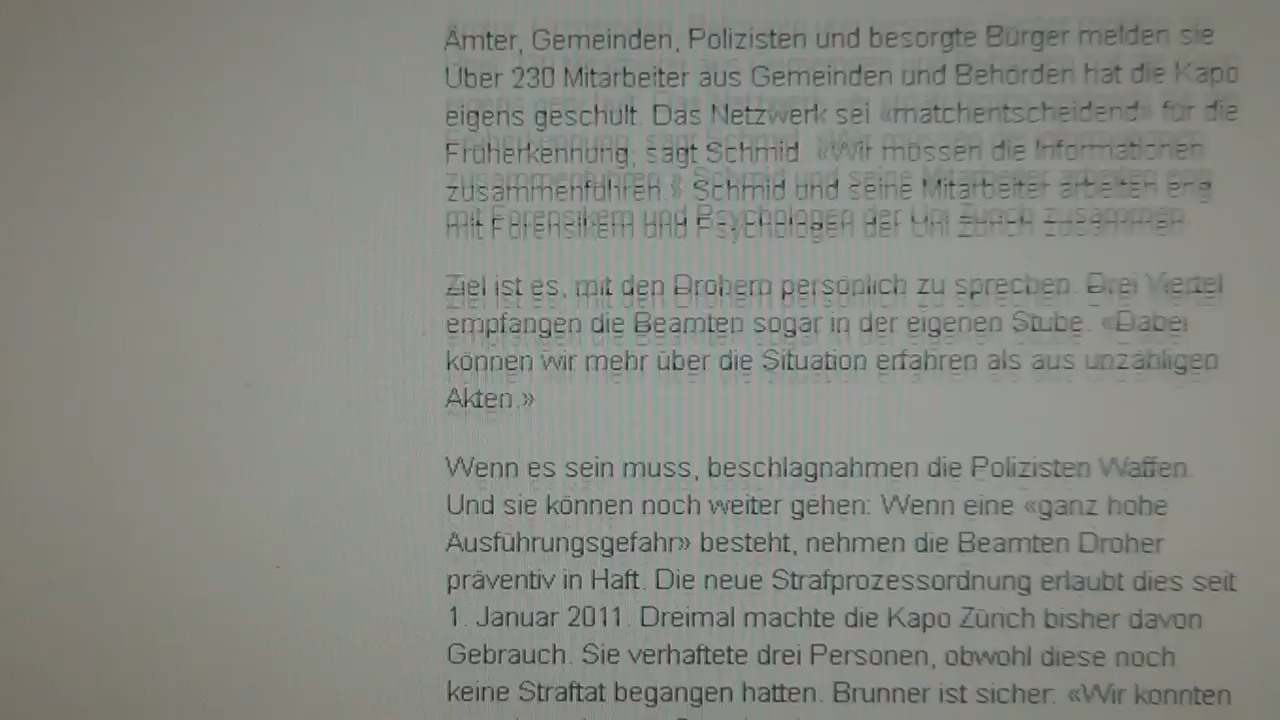 Ämter, Gemeinden, Polizisten und besorgte Bürger melden sie
Über 230 Mitarbeiter aus Gemeinden und Behörden hat die Kapo
eigens geschult. Das Netzwerk sei «matchentscheidend» für die
Früherkennung, sagt Schmid. «Wir müssen die Informationen
zusammenführen.» Schmid und seine Mitarbeiter arbeiten eng
mit Forensikern und Psychologen der Uni Zürich zusammen.
Ziel ist es, mit den Drohern persönlich zu sprechen. Drei Viertel
empfangen die Beamten sogar in der eigenen Stube. «Dabei
können wir mehr über die Situation erfahren als aus unzähligen
Akten.»
Wenn es sein muss, beschlagnahmen die Polizisten Waffen.
Und sie können noch weiter gehen: Wenn eine «ganz hohe
Ausführungsgefahr» besteht, nehmen die Beamten Droher
präventiv in Haft. Die neue Strafprozessordnung erlaubt dies seit
1. Januar 2011. Dreimal machte die Kapo Zürich bisher davon
Gebrauch. Sie verhaftete drei Personen, obwohl diese noch
keine Straftat begangen hatten. Brunner ist sicher: «Wir konnten